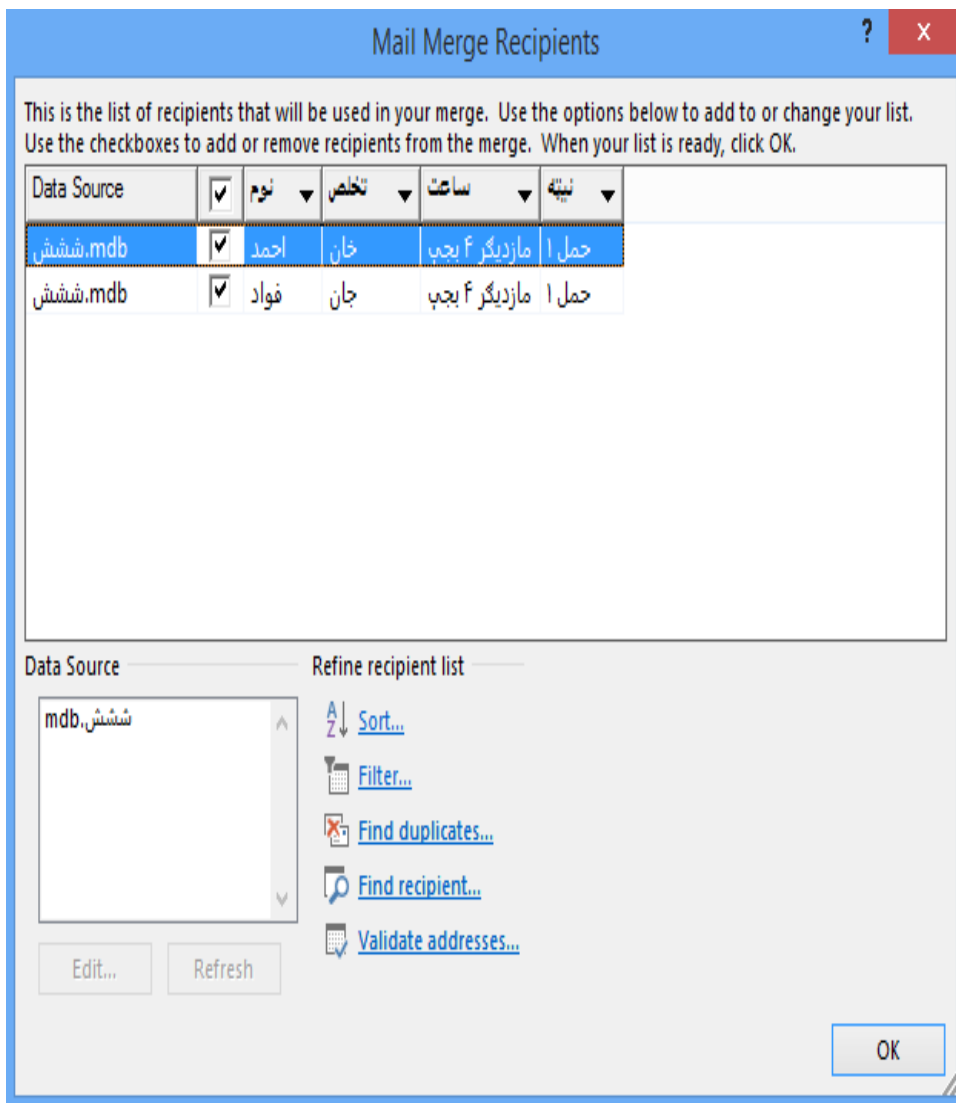 Mail Merge Recipients
? X
This is the list of recipients that will be used in your merge. Use the options below to add to or change your list.
Use the checkboxes to add or remove recipients from the merge. When your list is ready, click OK.
Data Source نوم تخلص ساعت نېټه
ششش.mdb احمد خان مازدیګر ۴ بجې حمل ۱
ششش.mdb فواد جان مازدیګر ۴ بجې حمل ۱
Data Source Refine recipient list
ششش.mdb
Sort...
Filter...
Find duplicates...
Find recipient...
Validate addresses...
Edit... Refresh
OK